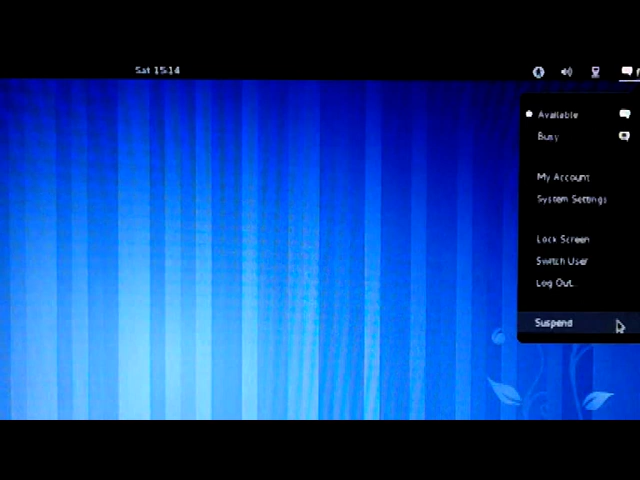 Sat 15:14
Available
Busy
My Account
System Settings
Lock Screen
Switch User
Log Out...
Suspend